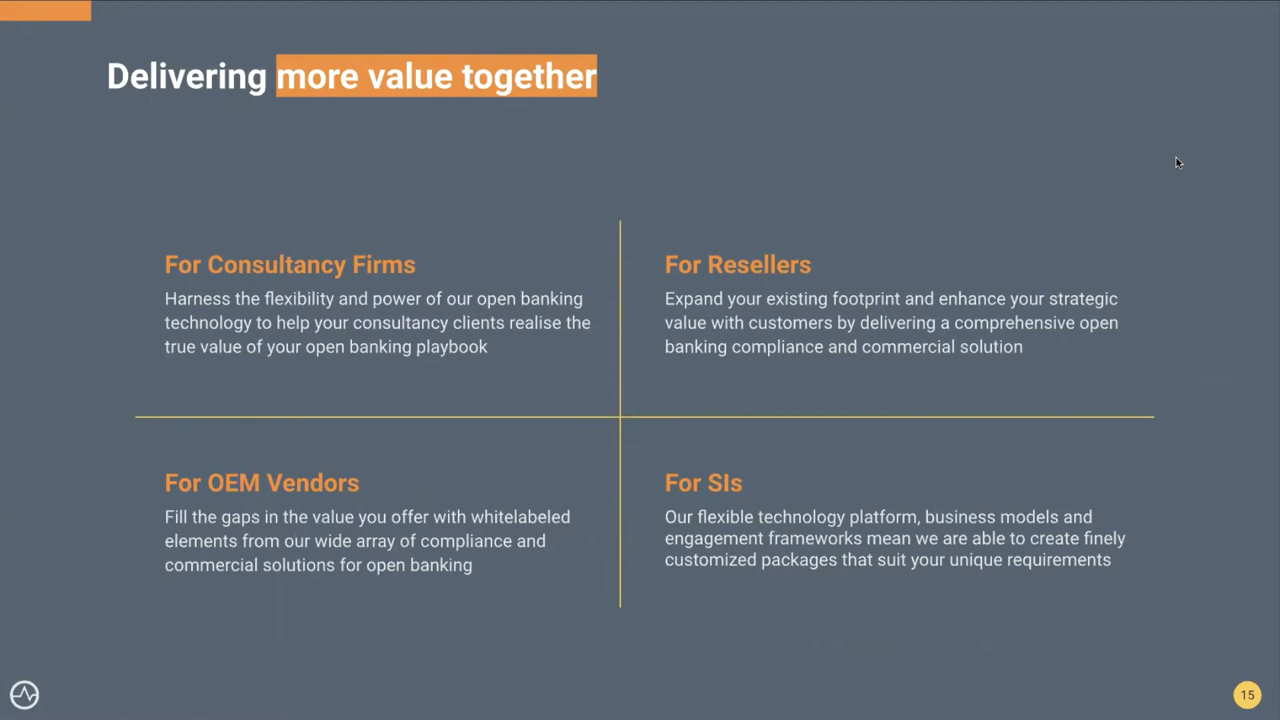 Delivering more value together
For Consultancy Firms
Harness the flexibility and power of our open banking
technology to help your consultancy clients realise the
true value of your open banking playbook
For Resellers
Expand your existing footprint and enhance your strategic
value with customers by delivering a comprehensive open
banking compliance and commercial solution
For OEM Vendors
Fill the gaps in the value you offer with whitelabeled
elements from our wide array of compliance and
commercial solutions for open banking
For SIs
Our flexible technology platform, business models and
engagement frameworks mean we are able to create finely
customized packages that suit your unique requirements
15